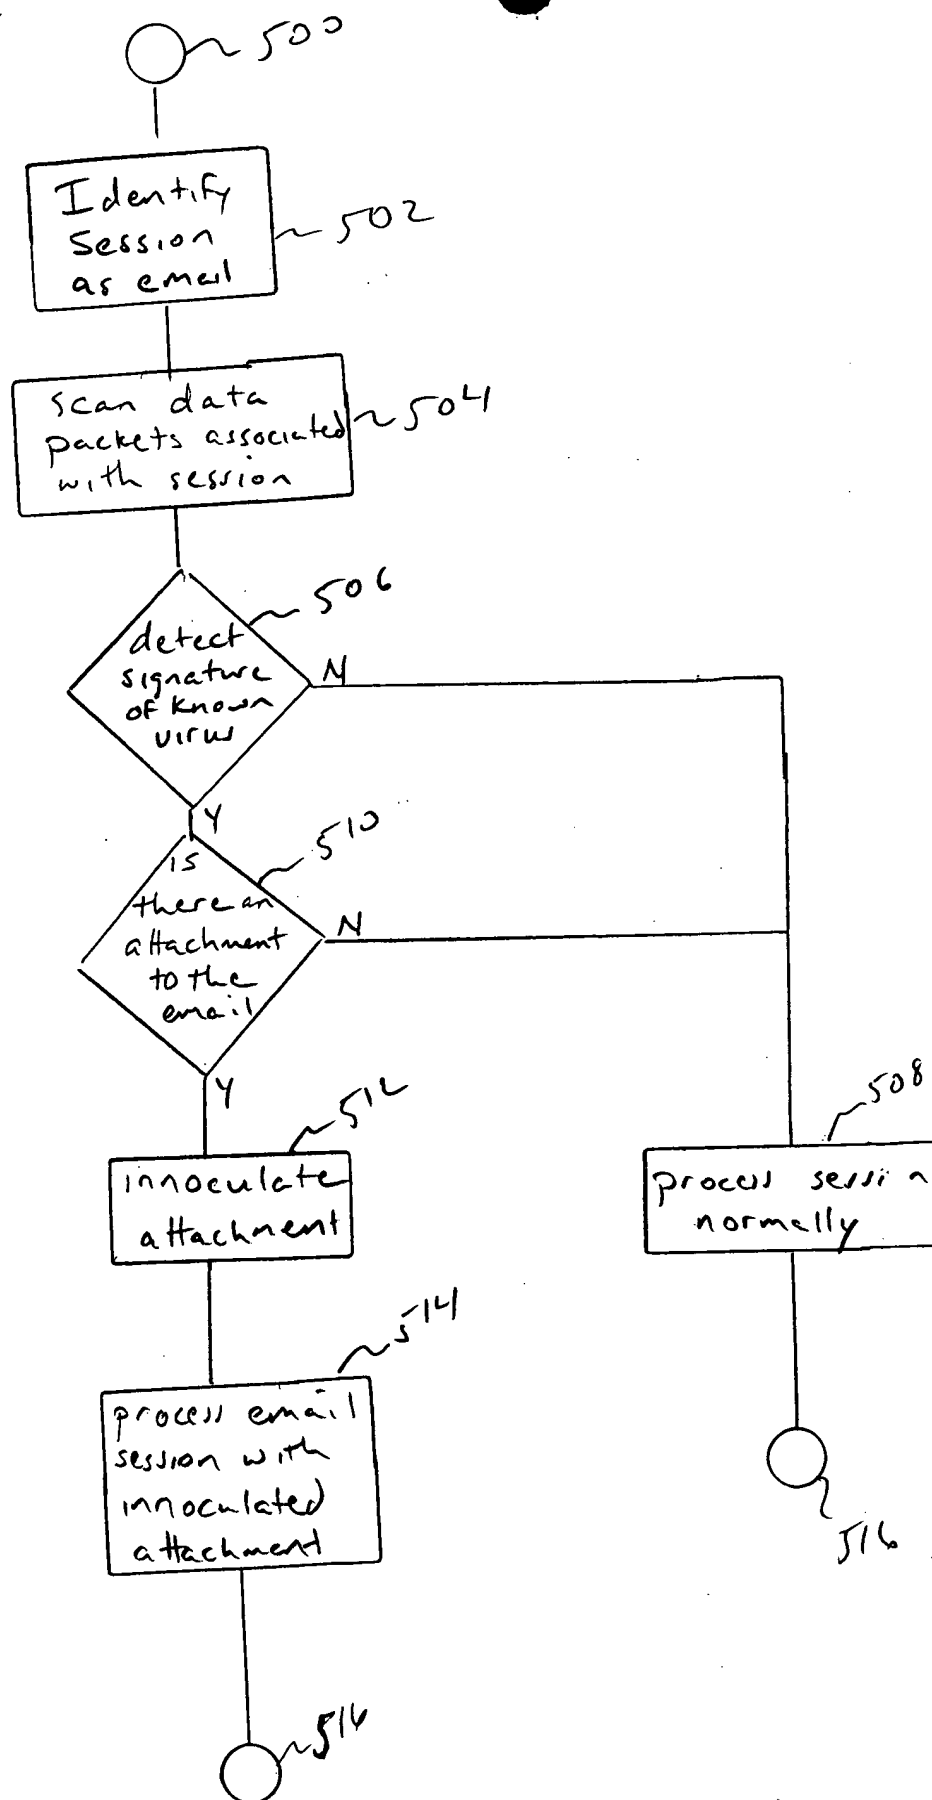 500
Identify
Session
as email
502
scan data
packets associated
with session
504
506
detect
signature
of known
virus
N
Y
510
is
there an
attachment
to the
email
N
Y
512
innoculate
attachment
508
process sessi n
normally
514
process email
session with
innoculated
attachment
516
516